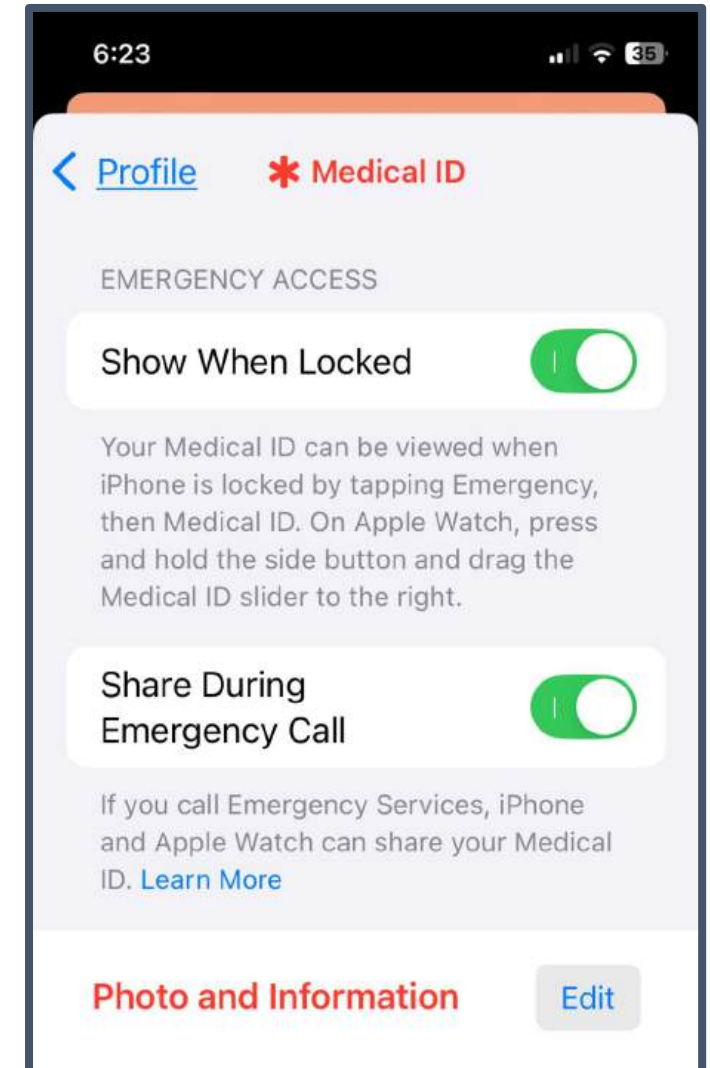 6:23
35
Profile
Medical ID
EMERGENCY ACCESS
Show When Locked
Your Medical ID can be viewed when
iPhone is locked by tapping Emergency,
then Medical ID. On Apple Watch, press
and hold the side button and drag the
Medical ID slider to the right.
Share During
Emergency Call
If you call Emergency Services, iPhone
and Apple Watch can share your Medical
ID. Learn More
Photo and Information
Edit